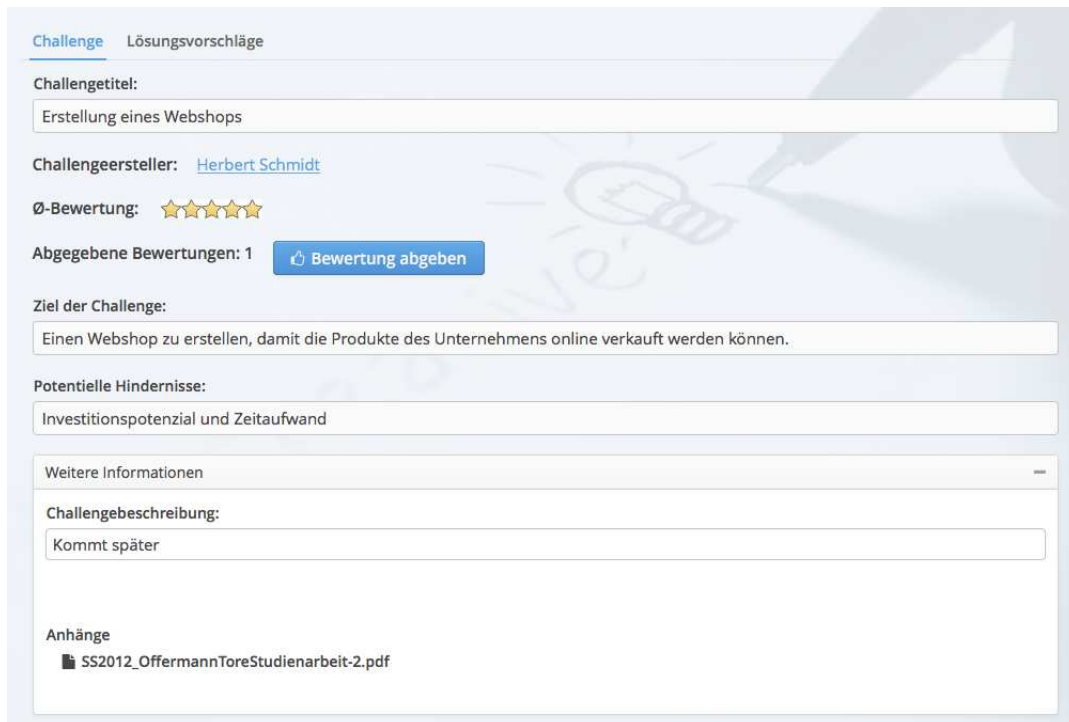 Challenge Lösungsvorschläge
Challengetitel:
Erstellung eines Webshops
Challengeersteller: Herbert Schmidt
Ø-Bewertung:
Abgegebene Bewertungen: 1 Bewertung abgeben
Ziel der Challenge:
Einen Webshop zu erstellen, damit die Produkte des Unternehmens online verkauft werden können.
Potentielle Hindernisse:
Investitionspotenzial und Zeitaufwand
Weitere Informationen
Challengebeschreibung:
Kommt später
Anhänge
SS2012_OffermannToreStudienarbeit-2.pdf